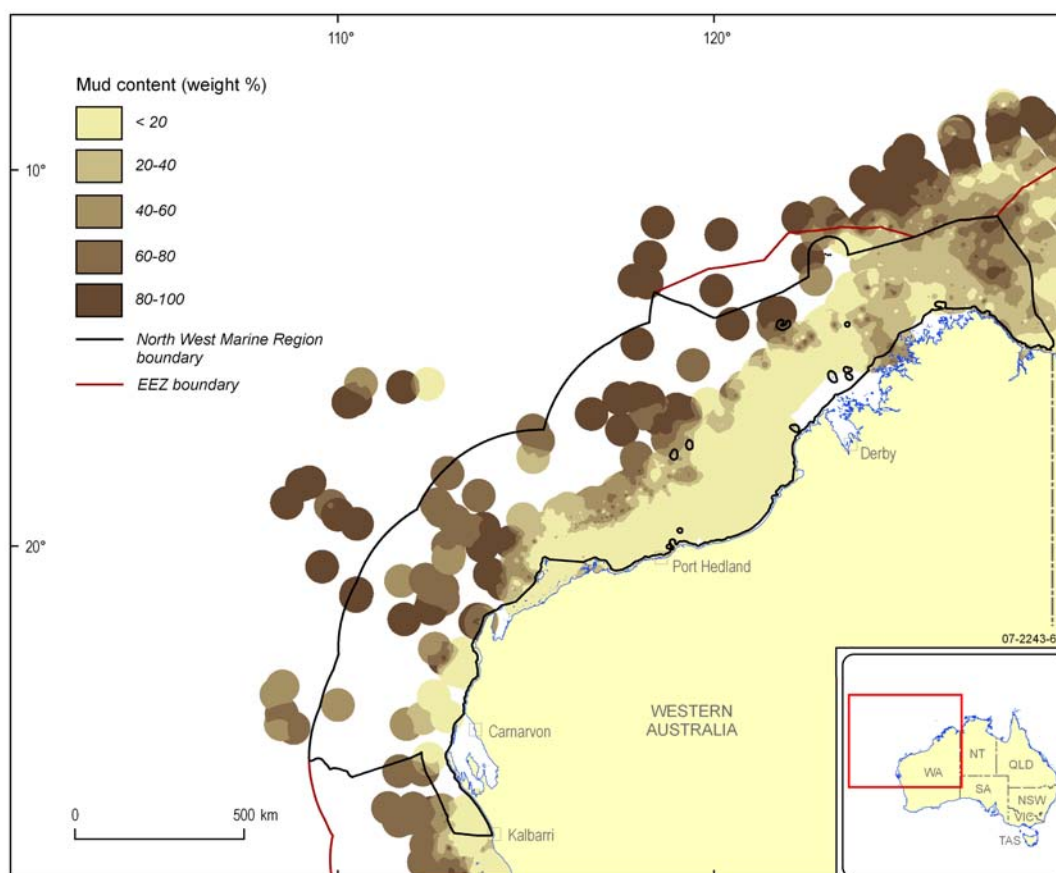 110°
120°
Mud content (weight %)
< 20
20-40
40-60
60-80
80-100
North West Marine Region
boundary
EEZ boundary
10°
20°
Derby
Port Hedland
07-2243-6
WESTERN
AUSTRALIA
Carnarvon
Kalbarri
0 500 km
NT
QLD
WA
SA
NSW
VIC
TAS
110°
120°